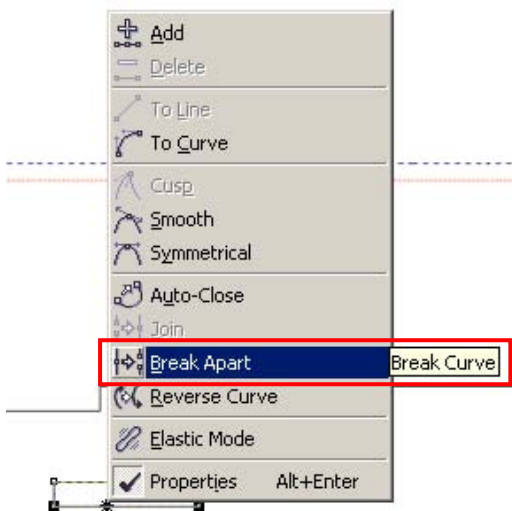 Add
Delete
To Line
To Curve
Cusp
Smooth
Symmetrical
Auto-Close
Join
Break Apart Break Curve
Reverse Curve
Elastic Mode
Properties Alt+Enter